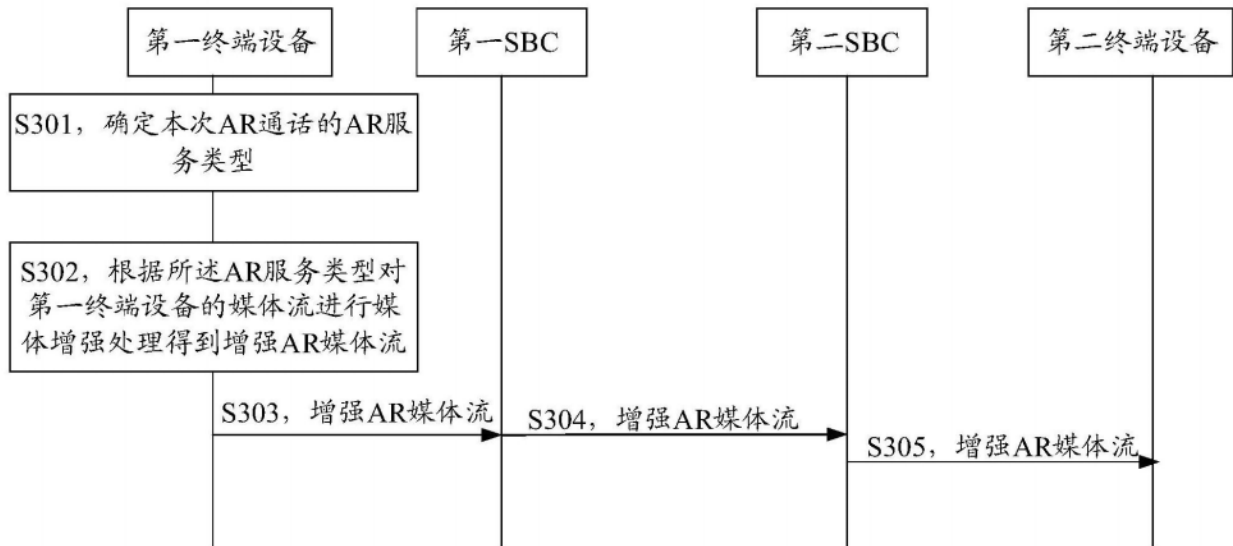 第一终端设备
第一SBC
第二SBC
第二终端设备
S301，确定本次AR通话的AR服
务类型
S302，根据所述AR服务类型对
第一终端设备的媒体流进行媒
体增强处理得到增强AR媒体流
S303，增强AR媒体流
S304，增强AR媒体流
S305，增强AR媒体流